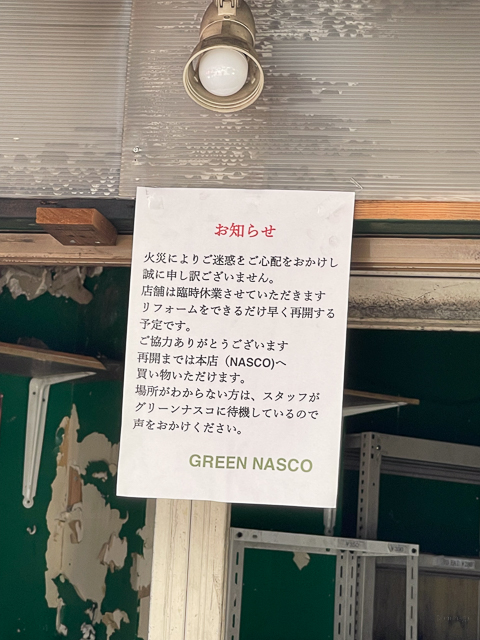 お知らせ
火災によりご迷惑をご心配をおかけし
誠に申し訳ございません。
店舗は臨時休業させていただきます
リフォームをできるだけ早く再開する
予定です。
ご協力ありがとうございます
再開までは本店（NASCO)へ
買い物いただけます。
場所がわからない方は、スタッフが
グリーンナスコに待機しているので
声をおかけください。
GREEN NASCO